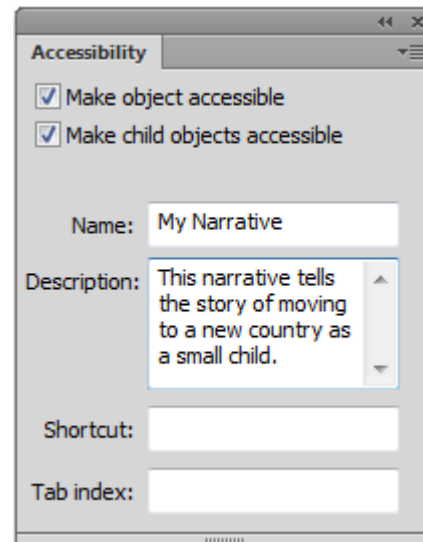 Accessibility
Make object accessible
Make child objects accessible
Name: My Narrative
Description: This narrative tells
the story of moving
to a new country as
a small child.
Shortcut:
Tab index: